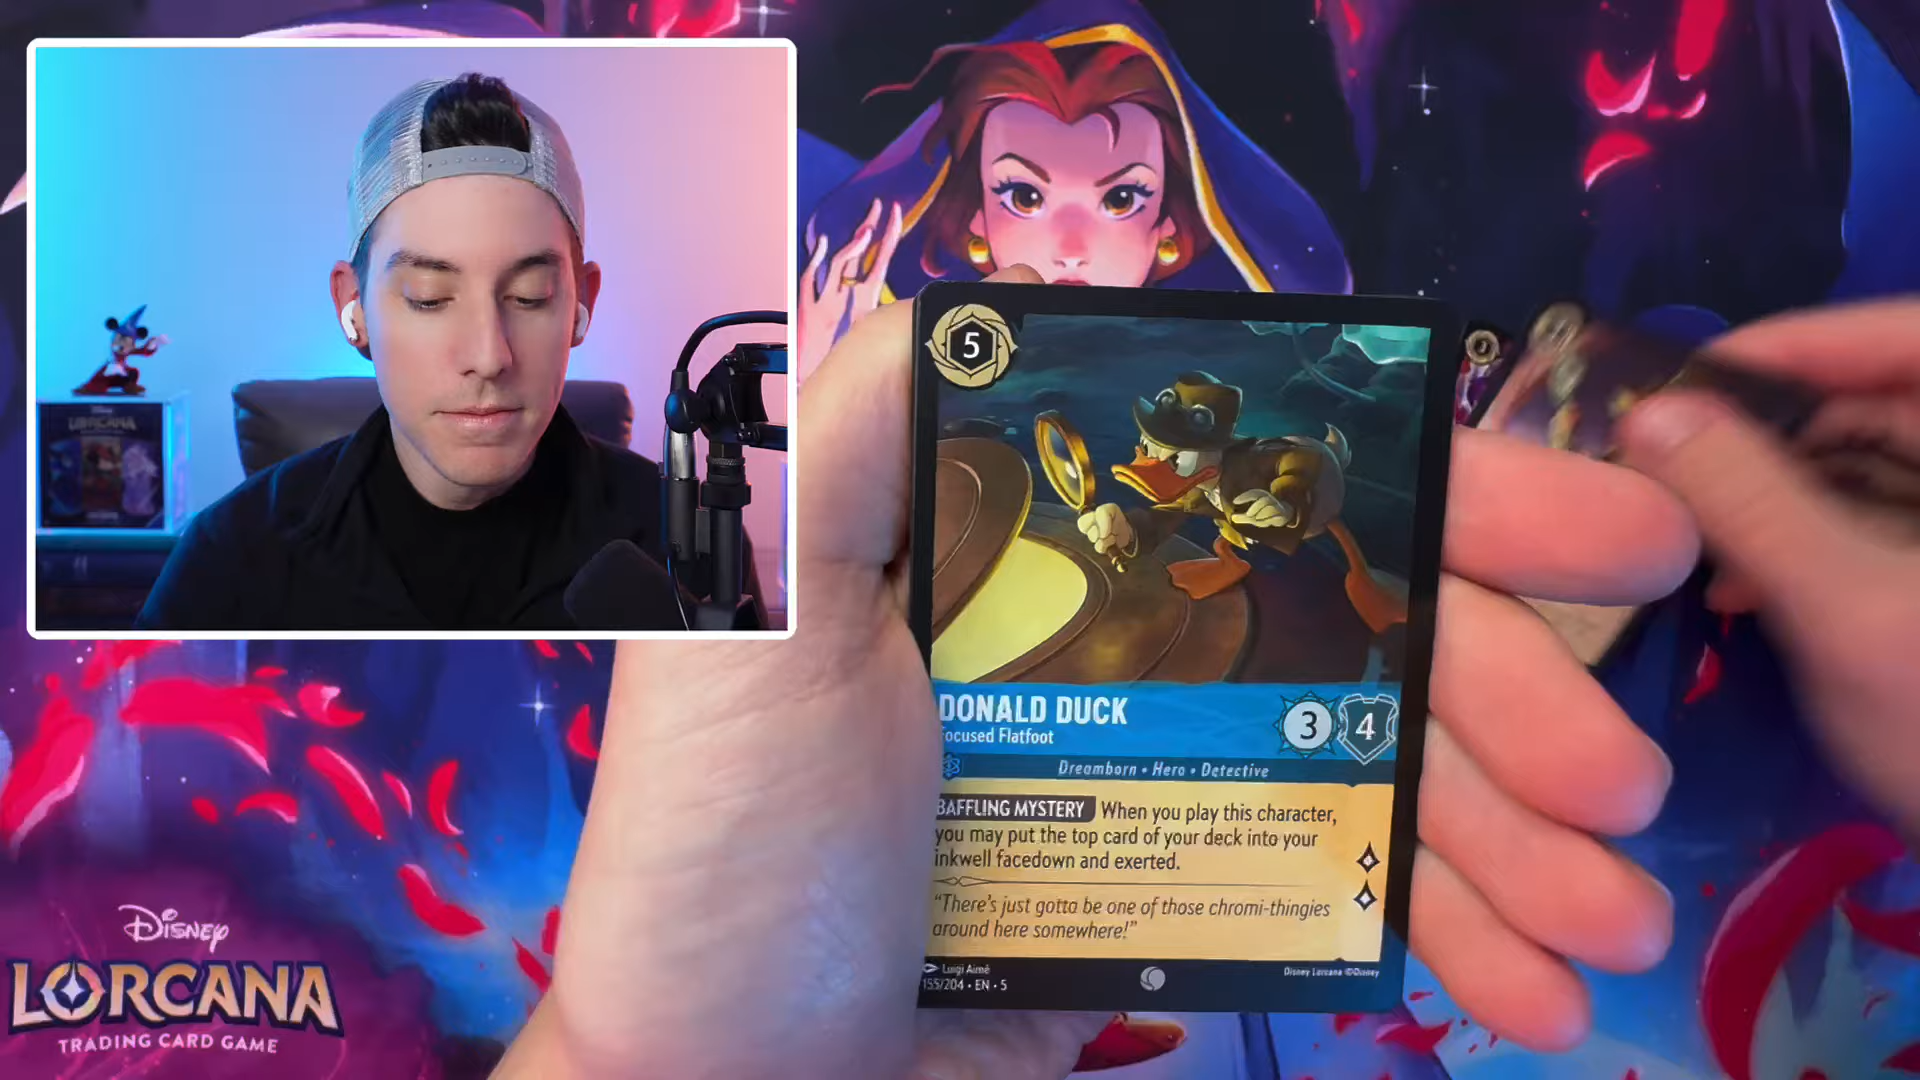 LORCANA
5
DONALD DUCK
ocused Flatfoot
3
4
Dreamborn • Hero • Detective
BAFFLING MYSTERY When you play this character,
you may put the top card of your deck into your
inkwell facedown and exerted.
"There's just gotta be one of those chromi-thingies
around here somewhere!"
Luigi Aimé
155/204 • EN • 5
Disney Lorcana ©Disney
DISNEY
LORCANA
TRADING CARD GAME